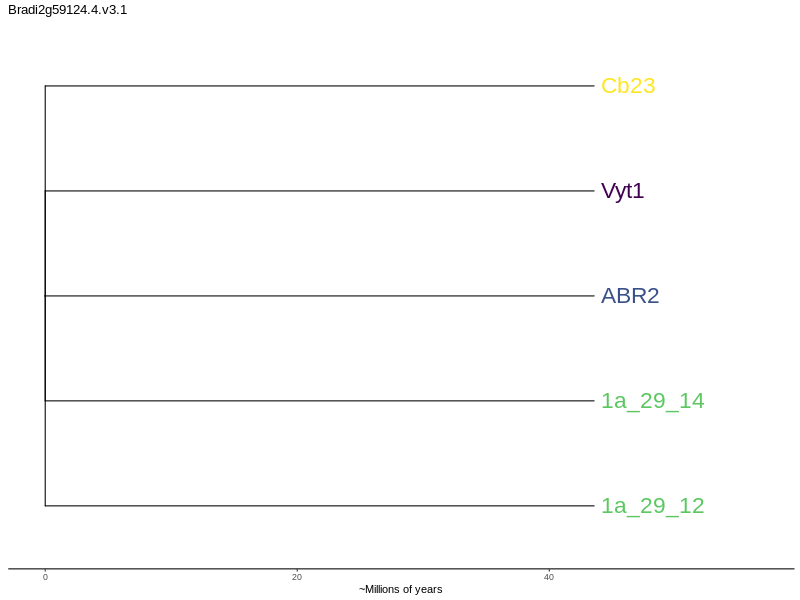 Bradi2g59124.4.v3.1
Cb23
Vyt1
ABR2
1a_29_14
1a_29_12
0 20 40
~Millions of years